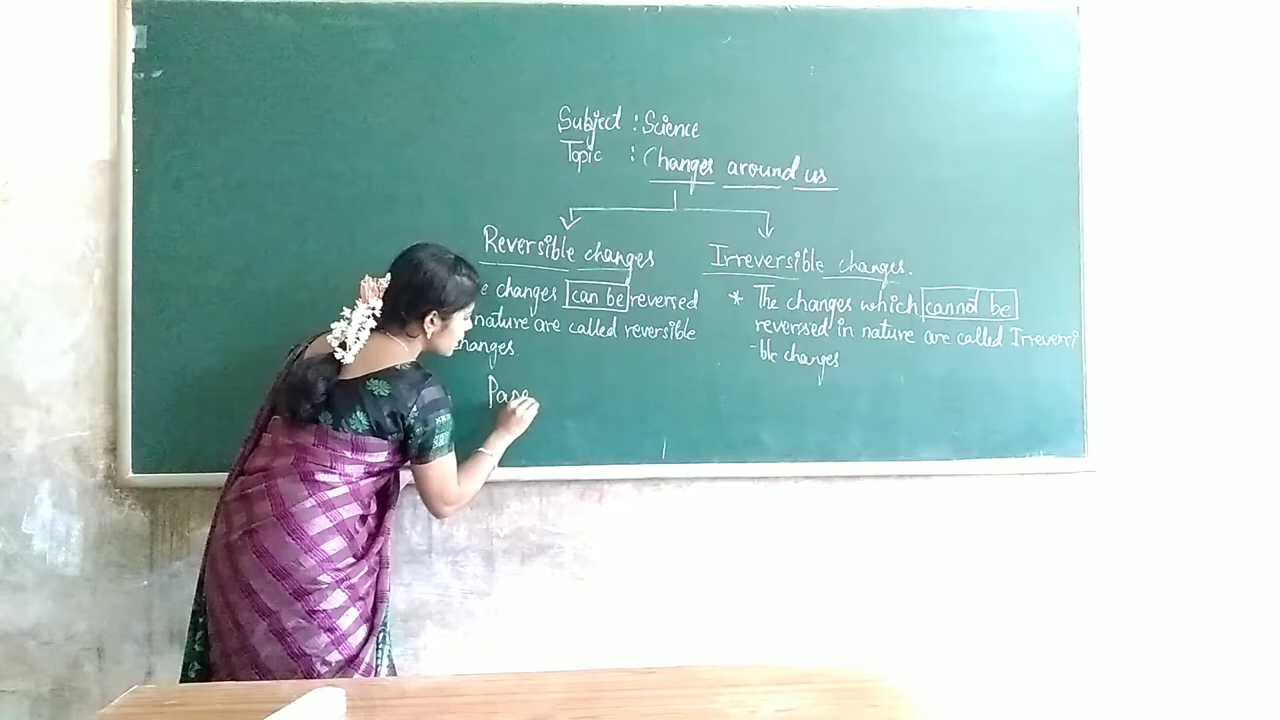 Subject : Science
Topic : Changes around us
Reversible changes
changes can be reversed
nature are called reversible
changes
Irreversible changes.
* The changes which cannot be
reversed in nature are called Irreversi
-ble changes